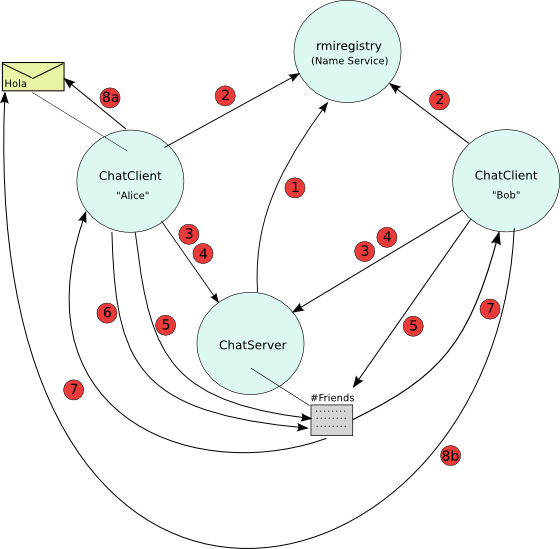 rmiregistry
(Name Service)
Hola
8a
2
2
ChatClient
"Alice"
ChatClient
"Bob"
1
3
4
3
4
6
5
7
5
ChatServer
#Friends
7
8b